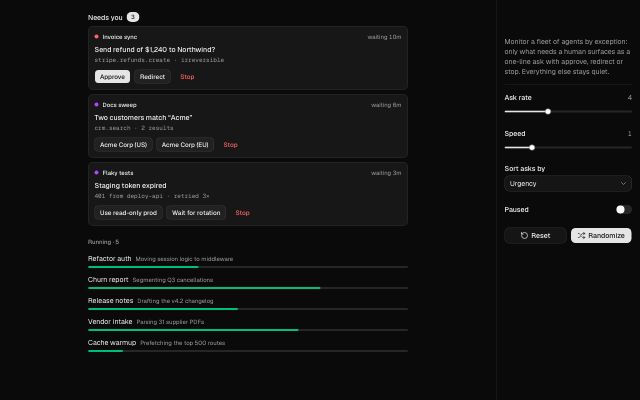 Needs you 3
Invoice sync waiting 10m
Send refund of $1,240 to Northwind?
stripe.refunds.create · irreversible
Approve Redirect Stop
Docs sweep waiting 6m
Two customers match “Acme”
crm.search · 2 results
Acme Corp (US) Acme Corp (EU) Stop
Flaky tests waiting 3m
Staging token expired
401 from deploy-api · retried 3×
Use read-only prod Wait for rotation Stop
Running · 5
Refactor auth Moving session logic to middleware
Churn report Segmenting Q3 cancellations
Release notes Drafting the v4.2 changelog
Vendor intake Parsing 31 supplier PDFs
Cache warmup Prefetching the top 500 routes
Monitor a fleet of agents by exception:
only what needs a human surfaces as a
one-line ask with approve, redirect or
stop. Everything else stays quiet.
Ask rate 4
Speed 1
Sort asks by
Urgency
Paused
Reset Randomize